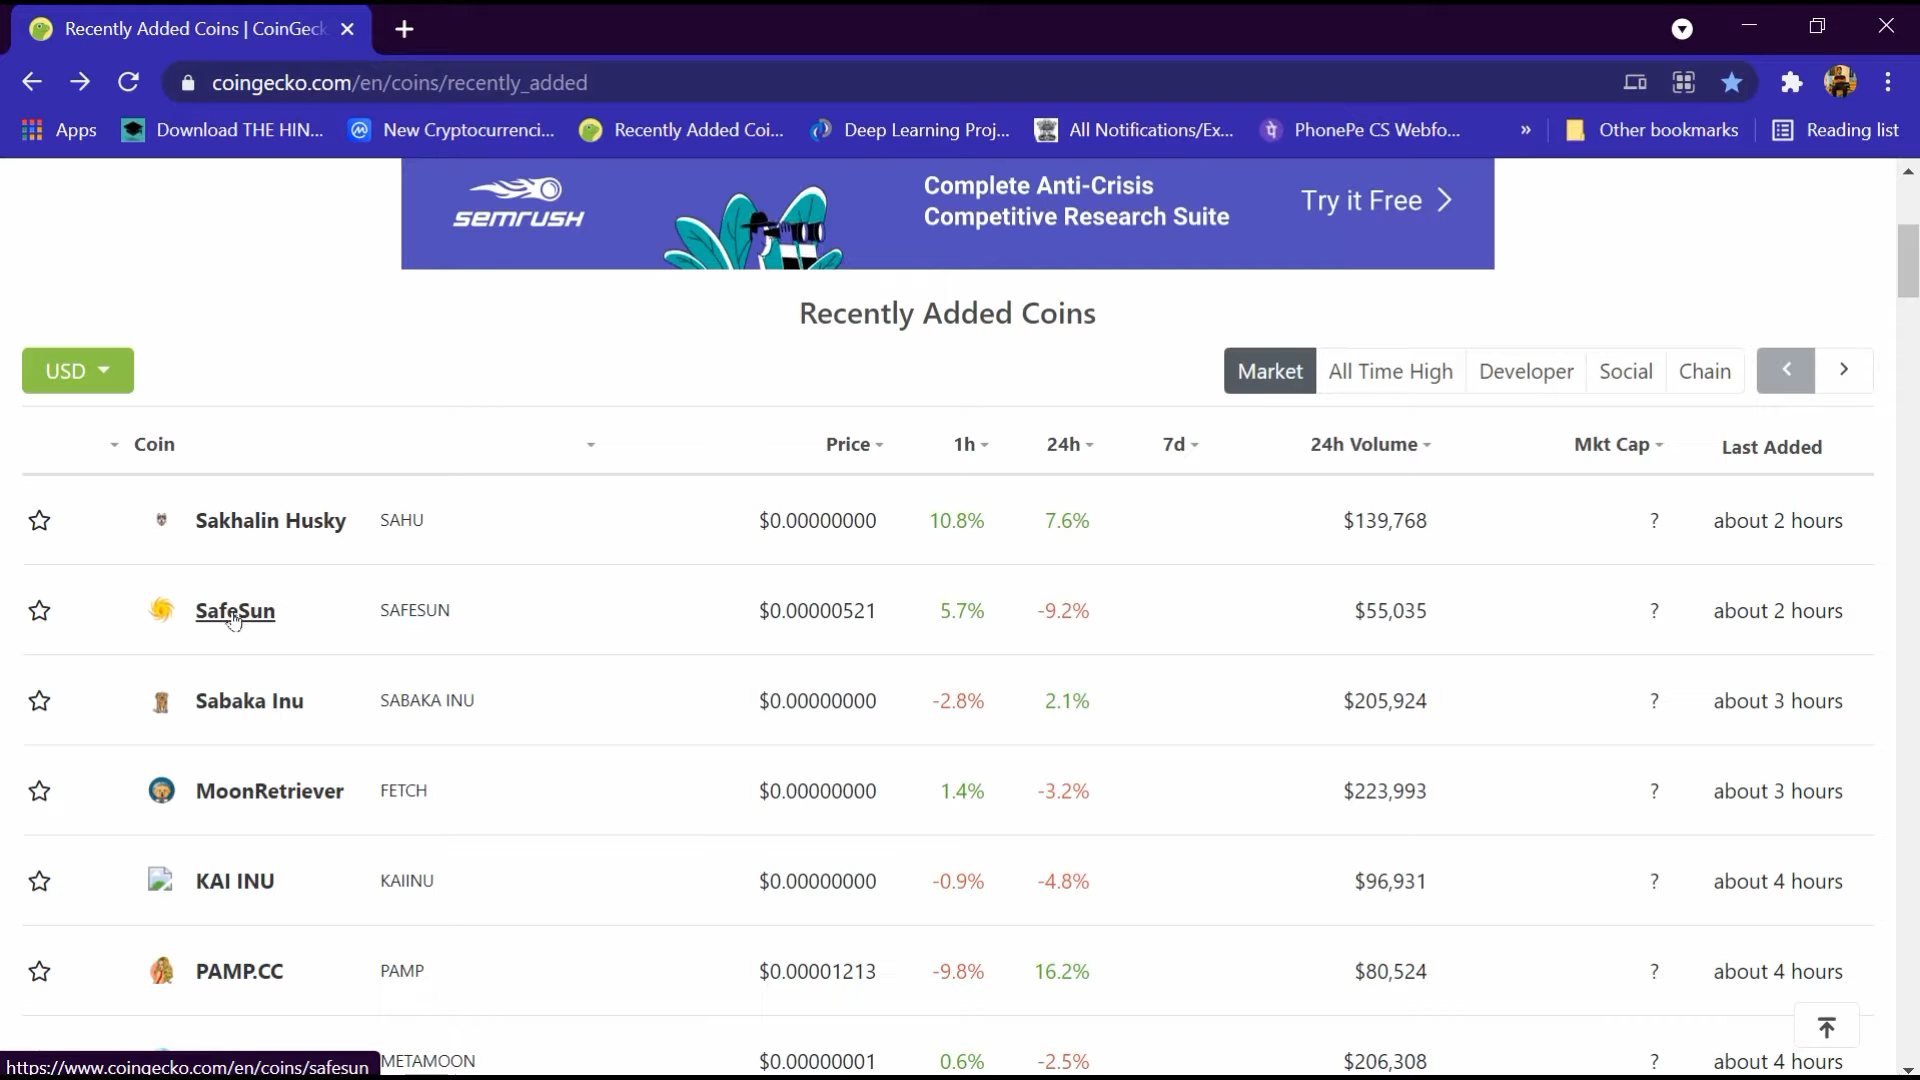 Recently Added Coins | CoinGeck
coingecko.com/en/coins/recently_added
Apps Download THE HIN... New Cryptocurrenci... Recently Added Coi... Deep Learning Proj... All Notifications/Ex... PhonePe CS Webfo... » Other bookmarks Reading list
SEMRUSH
Complete Anti-Crisis
Competitive Research Suite
Try it Free
Recently Added Coins
USD Market All Time High Developer Social Chain
Coin Price 1h 24h 7d 24h Volume Mkt Cap Last Added
Sakhalin Husky SAHU $0.00000000 10.8% 7.6% $139,768 ? about 2 hours
SafeSun SAFESUN $0.00000521 5.7% -9.2% $55,035 ? about 2 hours
Sabaka Inu SABAKA INU $0.00000000 -2.8% 2.1% $205,924 ? about 3 hours
MoonRetriever FETCH $0.00000000 1.4% -3.2% $223,993 ? about 3 hours
KAI INU KAIINU $0.00000000 -0.9% -4.8% $96,931 ? about 4 hours
PAMP.CC PAMP $0.00001213 -9.8% 16.2% $80,524 ? about 4 hours
METAMOON $0.00000001 0.6% -2.5% $206,308 ? about 4 hours
https://www.coingecko.com/en/coins/safesun